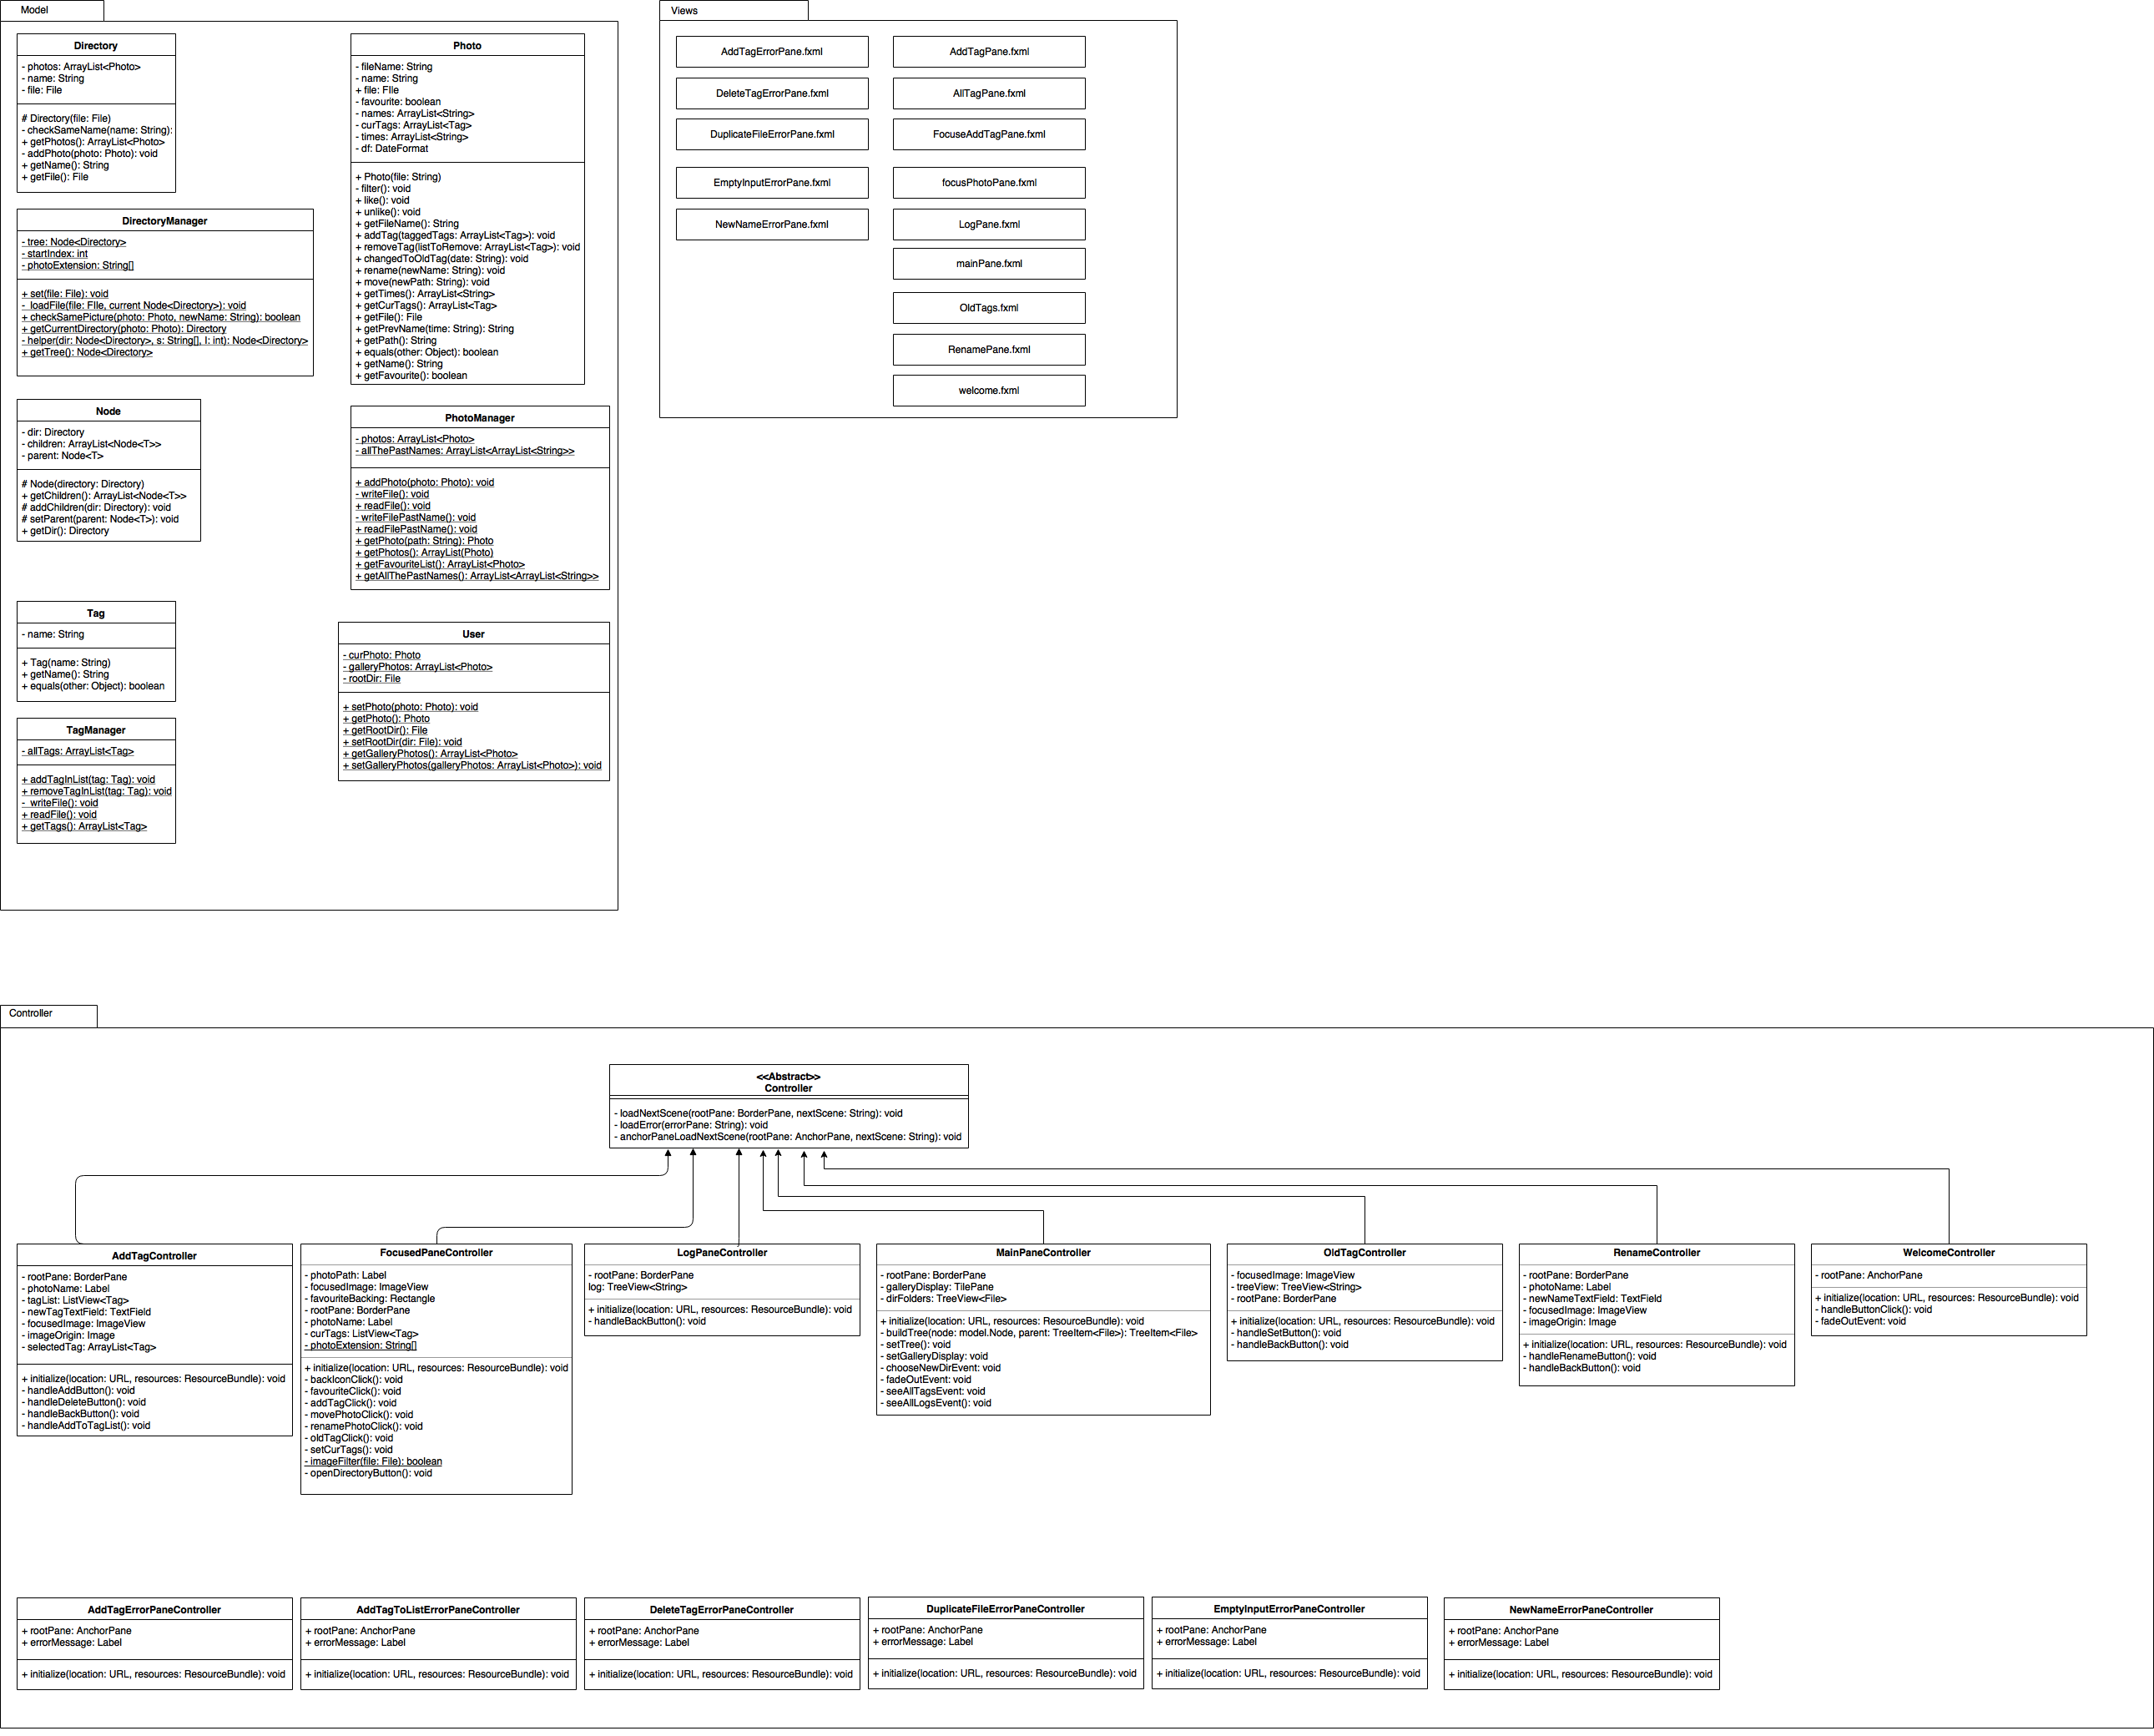 Model
Directory
- photos: ArrayList<Photo>
- name: String
- file: File
# Directory(file: File)
- checkSameName(name: String):
+ getPhotos(): ArrayList<Photo>
- addPhoto(photo: Photo): void
+ getName(): String
+ getFile(): File
DirectoryManager
- tree: Node<Directory>
- startIndex: int
- photoExtension: String[]
+ set(file: File): void
- loadFile(file: FIle, current Node<Directory>): void
+ checkSamePicture(photo: Photo, newName: String): boolean
+ getCurrentDirectory(photo: Photo): Directory
- helper(dir: Node<Directory>, s: String[], I: int): Node<Directory>
+ getTree(): Node<Directory>
Node
- dir: Directory
- children: ArrayList<Node<T>>
- parent: Node<T>
# Node(directory: Directory)
+ getChildren(): ArrayList<Node<T>>
# addChildren(dir: Directory): void
# setParent(parent: Node<T>): void
+ getDir(): Directory
Tag
- name: String
+ Tag(name: String)
+ getName(): String
+ equals(other: Object): boolean
TagManager
- allTags: ArrayList<Tag>
+ addTagInList(tag: Tag): void
+ removeTagInList(tag: Tag): void
- writeFile(): void
+ readFile(): void
+ getTags(): ArrayList<Tag>
Photo
- fileName: String
- name: String
+ file: FIle
- favourite: boolean
- names: ArrayList<String>
- curTags: ArrayList<Tag>
- times: ArrayList<String>
- df: DateFormat
+ Photo(file: String)
- filter(): void
+ like(): void
+ unlike(): void
+ getFileName(): String
+ addTag(taggedTags: ArrayList<Tag>): void
+ removeTag(listToRemove: ArrayList<Tag>): void
+ changedToOldTag(date: String): void
+ rename(newName: String): void
+ move(newPath: String): void
+ getTimes(): ArrayList<String>
+ getCurTags(): ArrayList<Tag>
+ getFile(): File
+ getPrevName(time: String): String
+ getPath(): String
+ equals(other: Object): boolean
+ getName(): String
+ getFavourite(): boolean
PhotoManager
- photos: ArrayList<Photo>
- allThePastNames: ArrayList<ArrayList<String>>
+ addPhoto(photo: Photo): void
- writeFile(): void
+ readFile(): void
- writeFilePastName(): void
+ readFilePastName(): void
+ getPhoto(path: String): Photo
+ getPhotos(): ArrayList(Photo)
+ getFavouriteList(): ArrayList<Photo>
+ getAllThePastNames(): ArrayList<ArrayList<String>>
User
- curPhoto: Photo
- galleryPhotos: ArrayList<Photo>
- rootDir: File
+ setPhoto(photo: Photo): void
+ getPhoto(): Photo
+ getRootDir(): File
+ setRootDir(dir: File): void
+ getGalleryPhotos(): ArrayList<Photo>
+ setGalleryPhotos(galleryPhotos: ArrayList<Photo>): void
Views
AddTagErrorPane.fxml
DeleteTagErrorPane.fxml
DuplicateFileErrorPane.fxml
EmptyInputErrorPane.fxml
NewNameErrorPane.fxml
AddTagPane.fxml
AllTagPane.fxml
FocuseAddTagPane.fxml
focusPhotoPane.fxml
LogPane.fxml
mainPane.fxml
OldTags.fxml
RenamePane.fxml
welcome.fxml
Controller
<<Abstract>>
Controller
- loadNextScene(rootPane: BorderPane, nextScene: String): void
- loadError(errorPane: String): void
- anchorPaneLoadNextScene(rootPane: AnchorPane, nextScene: String): void
AddTagController
- rootPane: BorderPane
- photoName: Label
- tagList: ListView<Tag>
- newTagTextField: TextField
- focusedImage: ImageView
- imageOrigin: Image
- selectedTag: ArrayList<Tag>
+ initialize(location: URL, resources: ResourceBundle): void
- handleAddButton(): void
- handleDeleteButton(): void
- handleBackButton(): void
- handleAddToTagList(): void
FocusedPaneController
- photoPath: Label
- focusedImage: ImageView
- favouriteBacking: Rectangle
- rootPane: BorderPane
- photoName: Label
- curTags: ListView<Tag>
- photoExtension: String[]
+ initialize(location: URL, resources: ResourceBundle): void
- backIconClick(): void
- favouriteClick(): void
- addTagClick(): void
- movePhotoClick(): void
- renamePhotoClick(): void
- oldTagClick(): void
- setCurTags(): void
- imageFilter(file: File): boolean
- openDirectoryButton(): void
LogPaneController
- rootPane: BorderPane
log: TreeView<String>
+ initialize(location: URL, resources: ResourceBundle): void
- handleBackButton(): void
MainPaneController
- rootPane: BorderPane
- galleryDisplay: TilePane
- dirFolders: TreeView<File>
+ initialize(location: URL, resources: ResourceBundle): void
- buildTree(node: model.Node, parent: TreeItem<File>): TreeItem<File>
- setTree(): void
- setGalleryDisplay: void
- chooseNewDirEvent: void
- fadeOutEvent: void
- seeAllTagsEvent: void
- seeAllLogsEvent(): void
OldTagController
- focusedImage: ImageView
- treeView: TreeView<String>
- rootPane: BorderPane
+ initialize(location: URL, resources: ResourceBundle): void
- handleSetButton(): void
- handleBackButton(): void
RenameController
- rootPane: BorderPane
- photoName: Label
- newNameTextField: TextField
- focusedImage: ImageView
- imageOrigin: Image
+ initialize(location: URL, resources: ResourceBundle): void
- handleRenameButton(): void
- handleBackButton(): void
WelcomeController
- rootPane: AnchorPane
+ initialize(location: URL, resources: ResourceBundle): void
- handleButtonClick(): void
- fadeOutEvent: void
AddTagErrorPaneController
+ rootPane: AnchorPane
+ errorMessage: Label
+ initialize(location: URL, resources: ResourceBundle): void
AddTagToListErrorPaneController
+ rootPane: AnchorPane
+ errorMessage: Label
+ initialize(location: URL, resources: ResourceBundle): void
DeleteTagErrorPaneController
+ rootPane: AnchorPane
+ errorMessage: Label
+ initialize(location: URL, resources: ResourceBundle): void
DuplicateFileErrorPaneController
+ rootPane: AnchorPane
+ errorMessage: Label
+ initialize(location: URL, resources: ResourceBundle): void
EmptyInputErrorPaneController
+ rootPane: AnchorPane
+ errorMessage: Label
+ initialize(location: URL, resources: ResourceBundle): void
NewNameErrorPaneController
+ rootPane: AnchorPane
+ errorMessage: Label
+ initialize(location: URL, resources: ResourceBundle): void